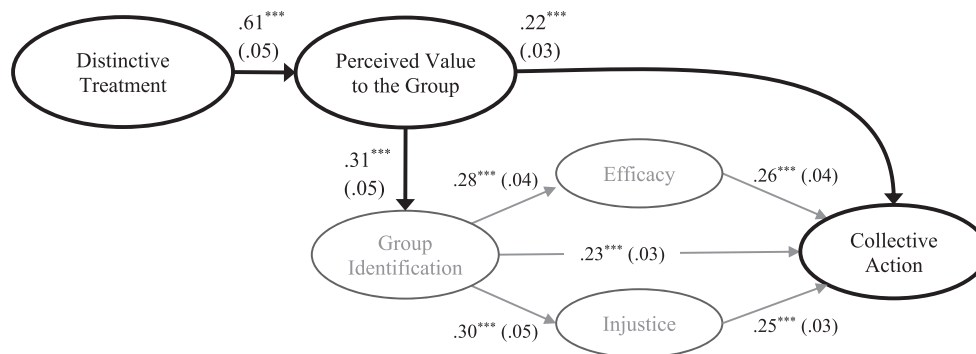 .61***
(.05)
.22***
(.03)
Distinctive
Treatment
Perceived Value
to the Group
.31***
(.05)
.28*** (.04)
Efficacy
.26*** (.04)
Group
Identification
.23*** (.03)
Collective
Action
.30*** (.05)
Injustice
.25*** (.03)